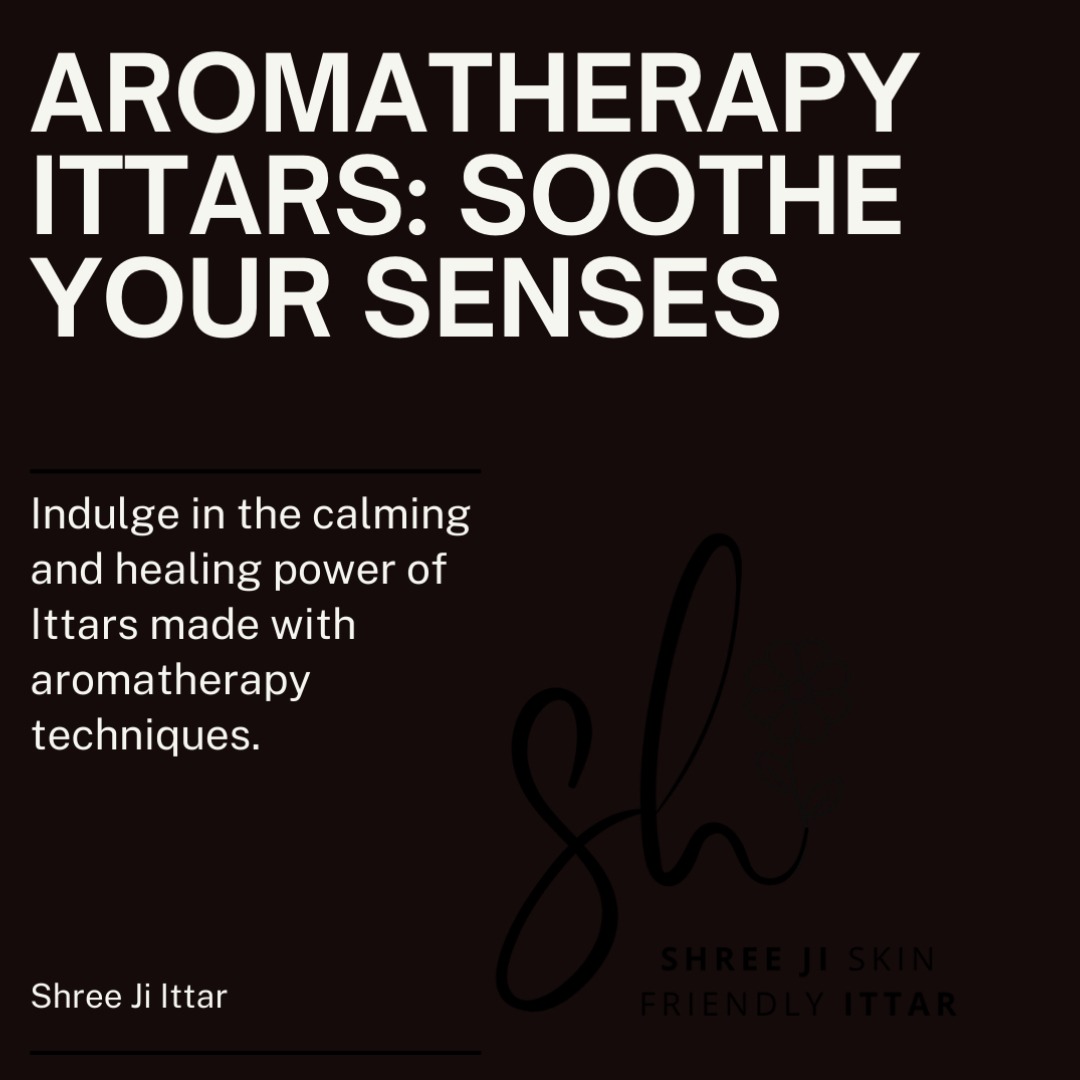 AROMATHERAPY
ITTARS: SOOTHE
YOUR SENSES
Indulge in the calming
and healing power of
Ittars made with
aromatherapy
techniques.
sh
SHREE JI SKIN
FRIENDLY ITTAR
Shree Ji Ittar